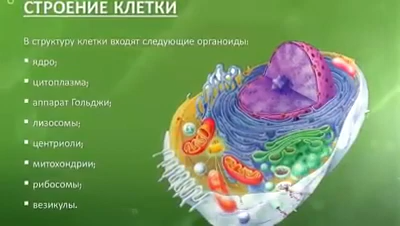 СТРОЕНИЕ КЛЕТКИ
В структуру клетки входят следующие органоиды:
• ядро;
• цитоплазма;
• аппарат Гольджи;
• лизосомы;
• центриоли;
• митохондрии;
• рибосомы;
• везикулы.